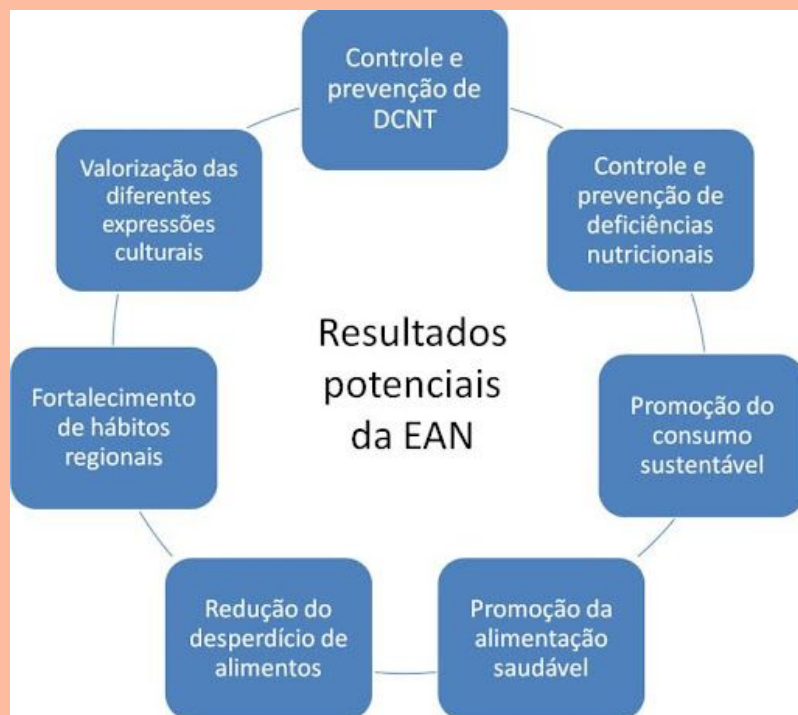 Controle e
prevenção de
DCNT
Controle e
prevenção de
deficiências
nutricionais
Promoção do
consumo
sustentável
Promoção da
alimentação
saudável
Redução do
desperdício de
alimentos
Fortalecimento
de hábitos
regionais
Valorização das
diferentes
expressões
culturais
Resultados
potenciais
da EAN